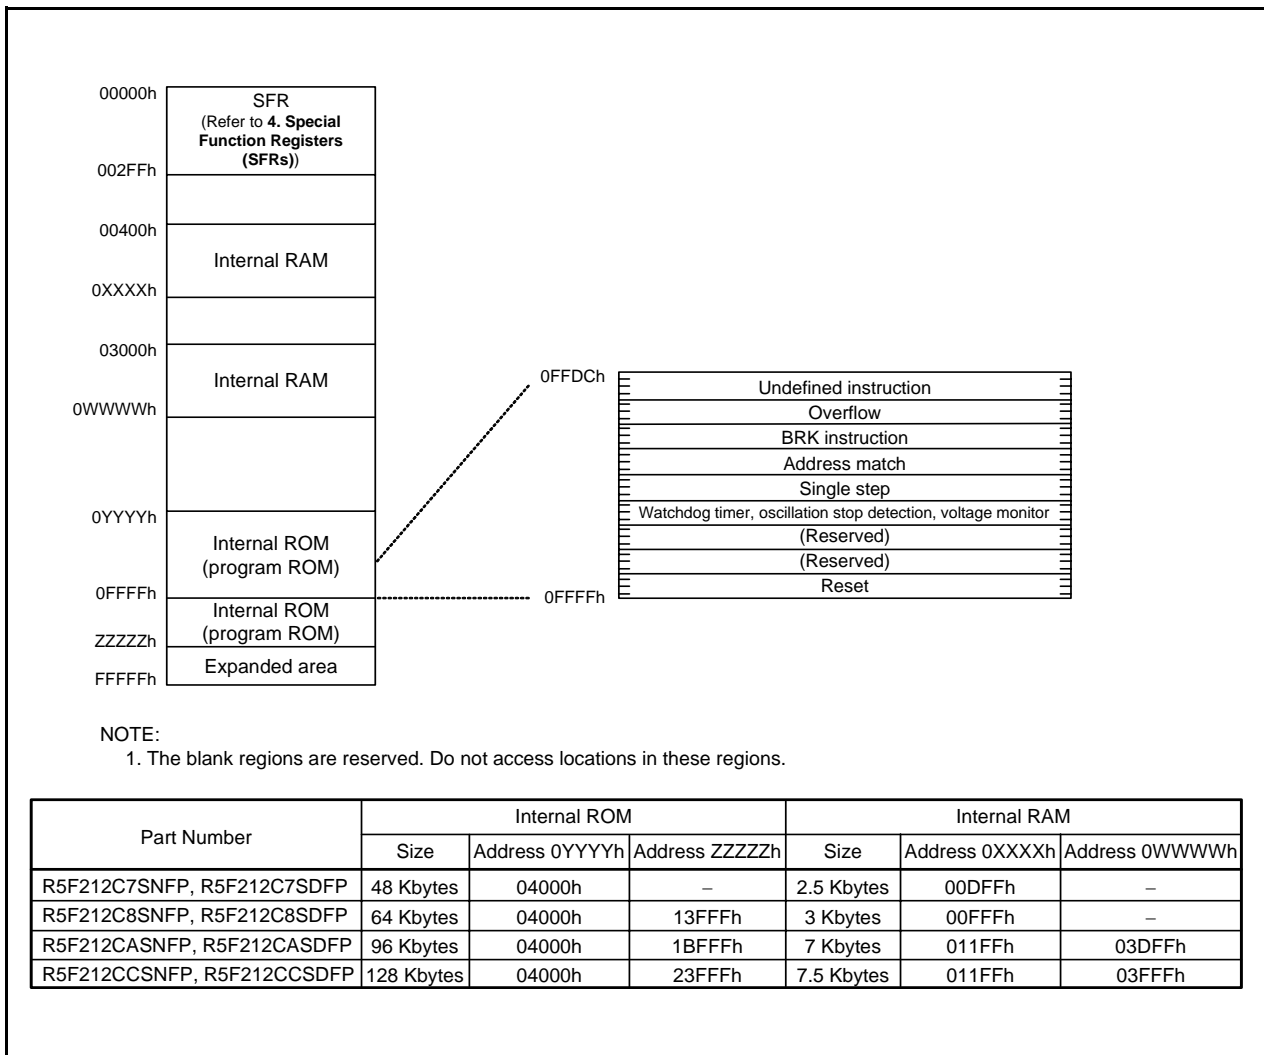 00000h
SFR
(Refer to 4. Special
Function Registers
(SFRs))
002FFh
00400h
Internal RAM
0XXXXh
03000h
Internal RAM
0WWWWh
0YYYYh
Internal ROM
(program ROM)
0FFFFh
Internal ROM
(program ROM)
ZZZZZh
Expanded area
FFFFFh
0FFDCh
Undefined instruction
Overflow
BRK instruction
Address match
Single step
Watchdog timer, oscillation stop detection, voltage monitor
(Reserved)
(Reserved)
Reset
0FFFFh
NOTE:
1. The blank regions are reserved. Do not access locations in these regions.
Part Number Internal ROM Internal RAM
Size Address 0YYYYh Address ZZZZZh Size Address 0XXXXh Address 0WWWWh
R5F212C7SNFP, R5F212C7SDFP 48 Kbytes 04000h – 2.5 Kbytes 00DFFh –
R5F212C8SNFP, R5F212C8SDFP 64 Kbytes 04000h 13FFFh 3 Kbytes 00FFFh –
R5F212CASNFP, R5F212CASDFP 96 Kbytes 04000h 1BFFFh 7 Kbytes 011FFh 03DFFh
R5F212CCSNFP, R5F212CCSDFP 128 Kbytes 04000h 23FFFh 7.5 Kbytes 011FFh 03FFFh